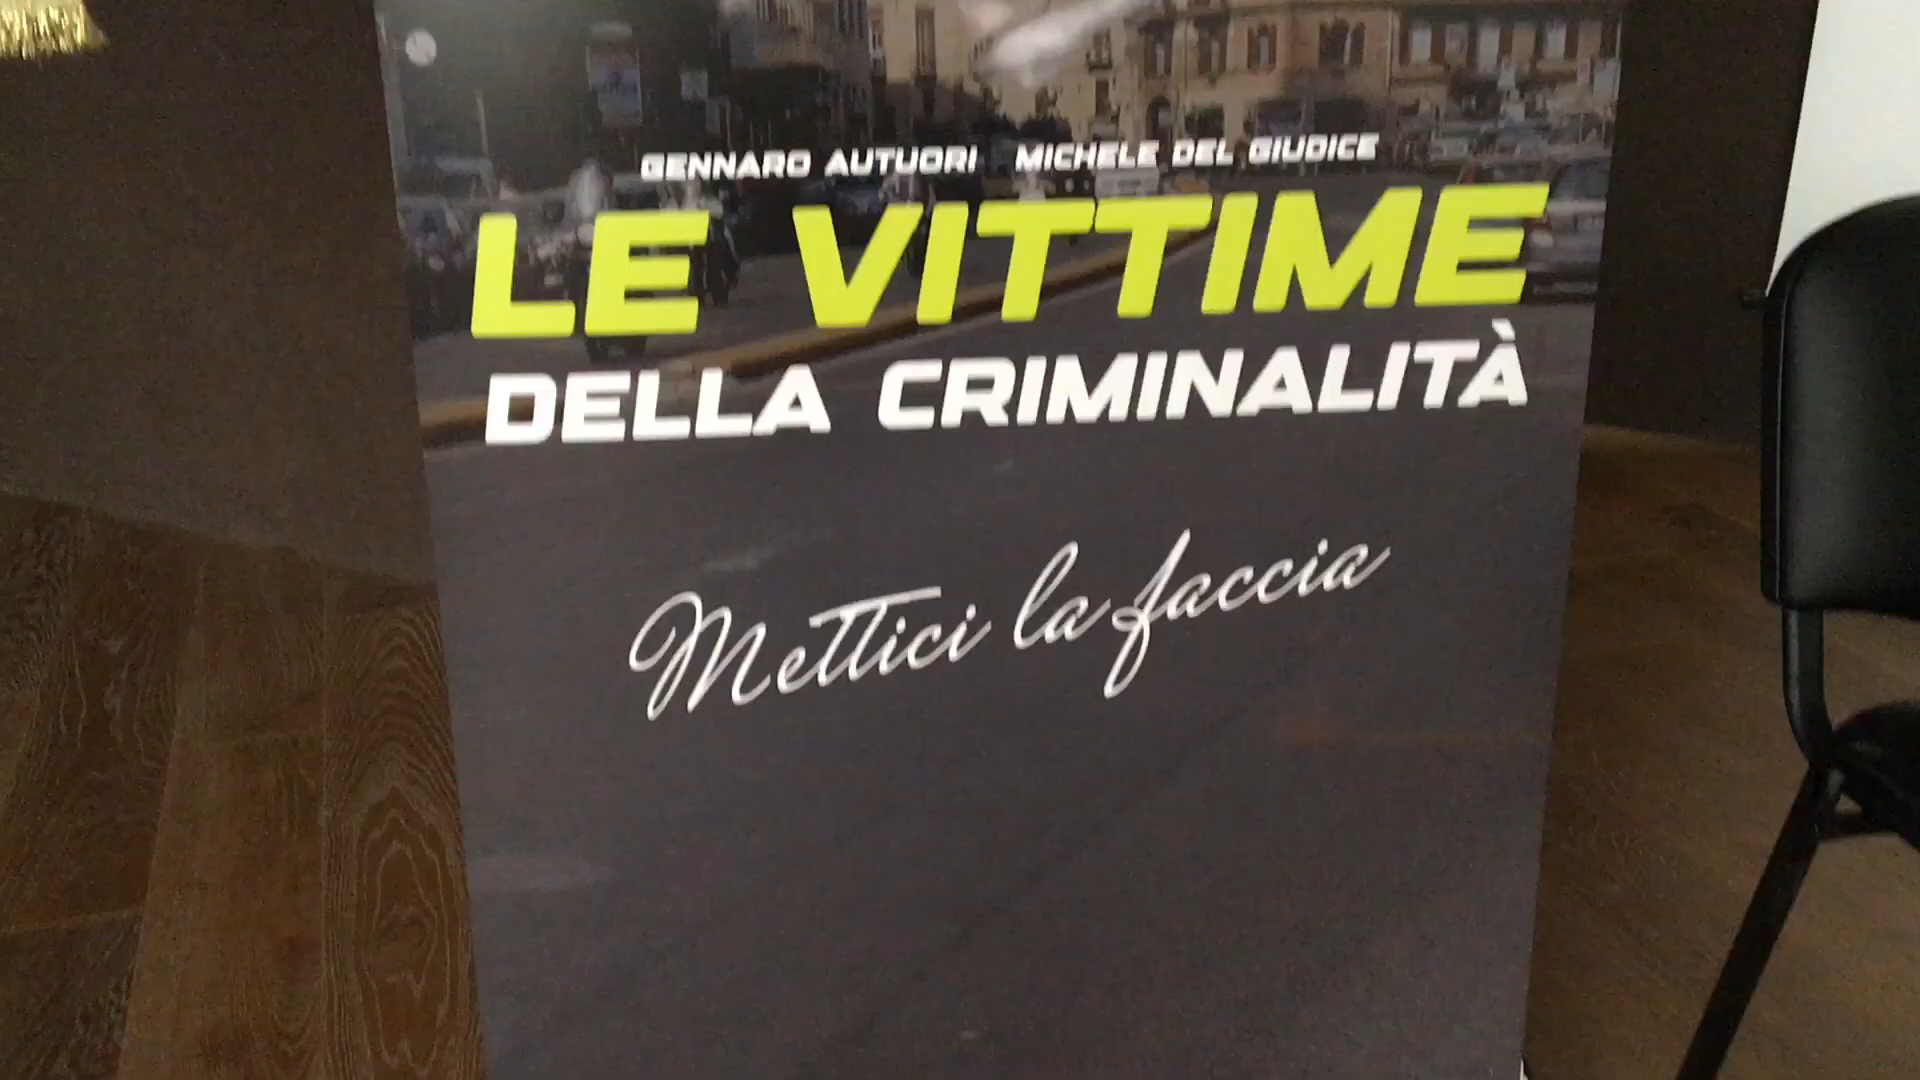 GENNARO AUTUORI MICHELE DEL GIUDICE
LE VITTIME
DELLA CRIMINALITÀ
Mettici la faccia